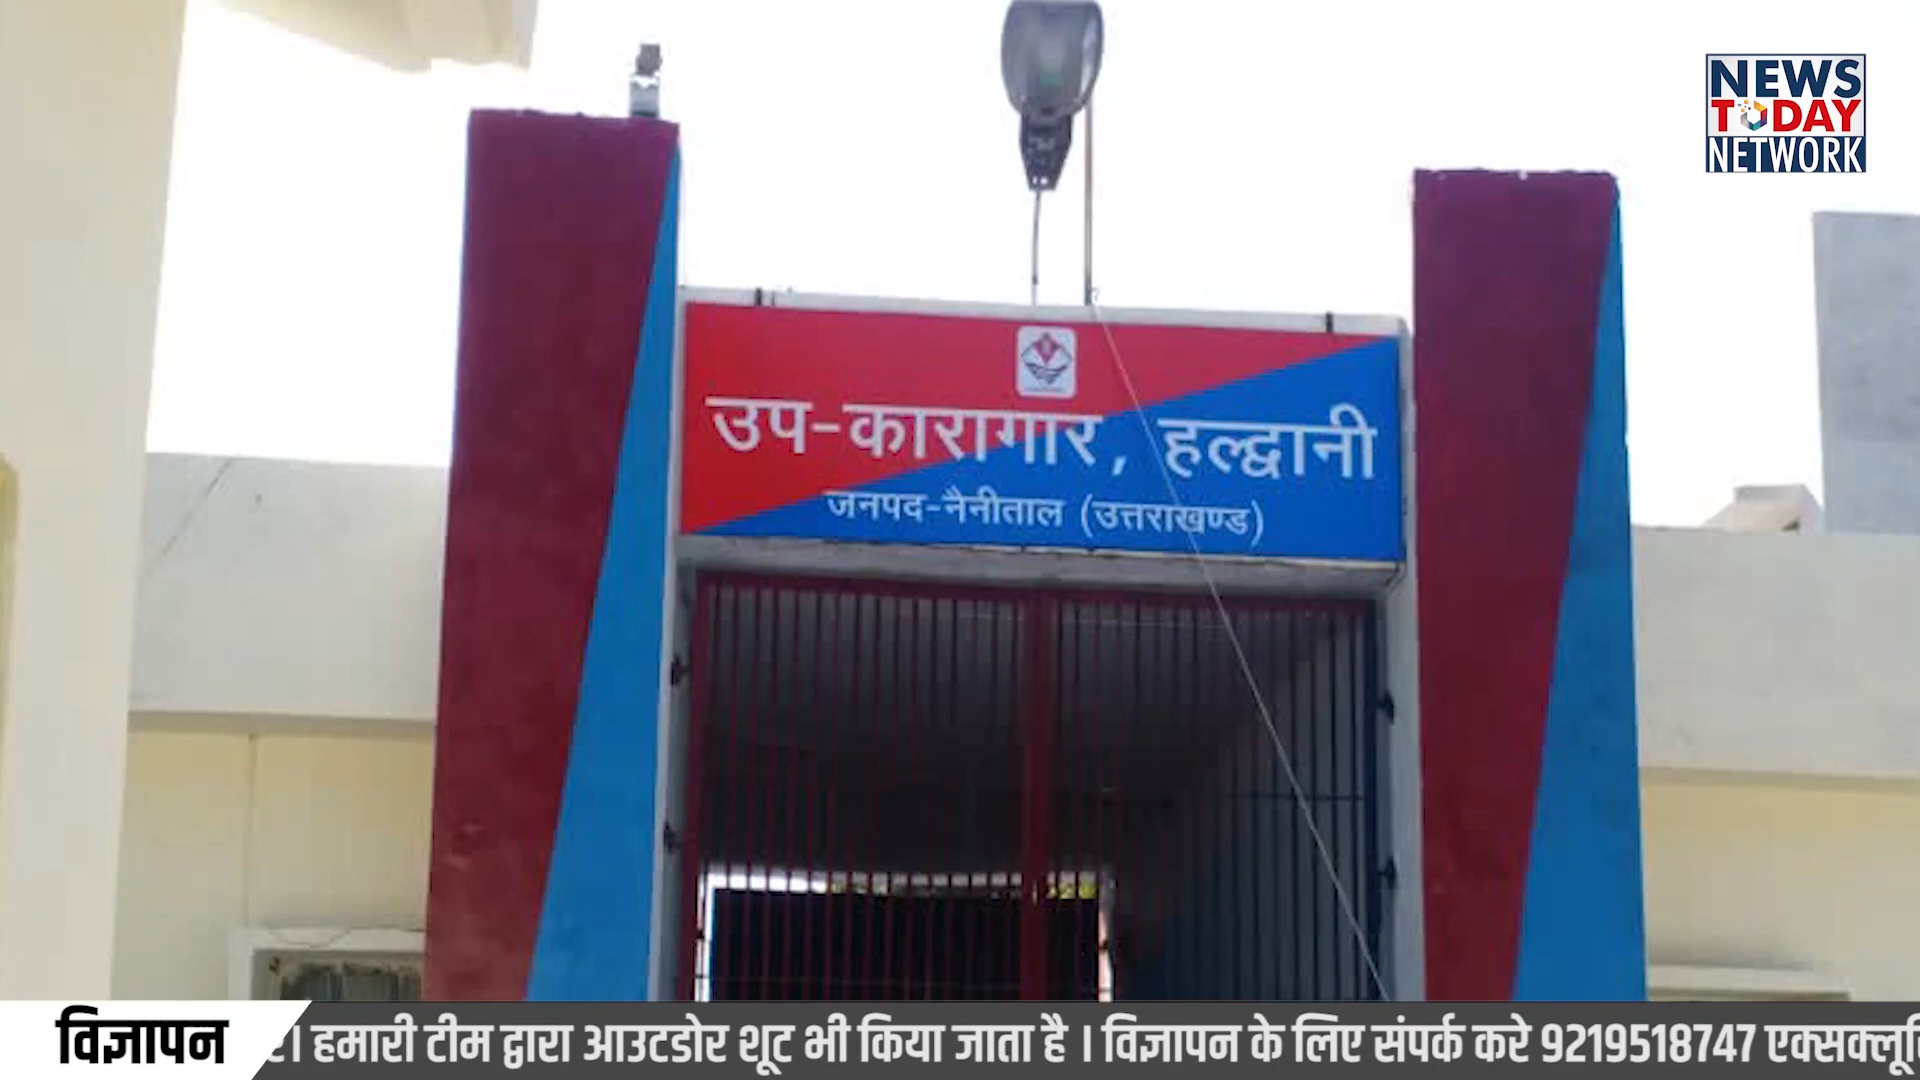 NEWS
TODAY
NETWORK
उप-कारागार, हल्द्वानी
जनपद-नैनीताल (उत्तराखण्ड)
विज्ञापन
हमारी टीम द्वारा आउटडोर शूट भी किया जाता है । विज्ञापन के लिए संपर्क करे 9219518747